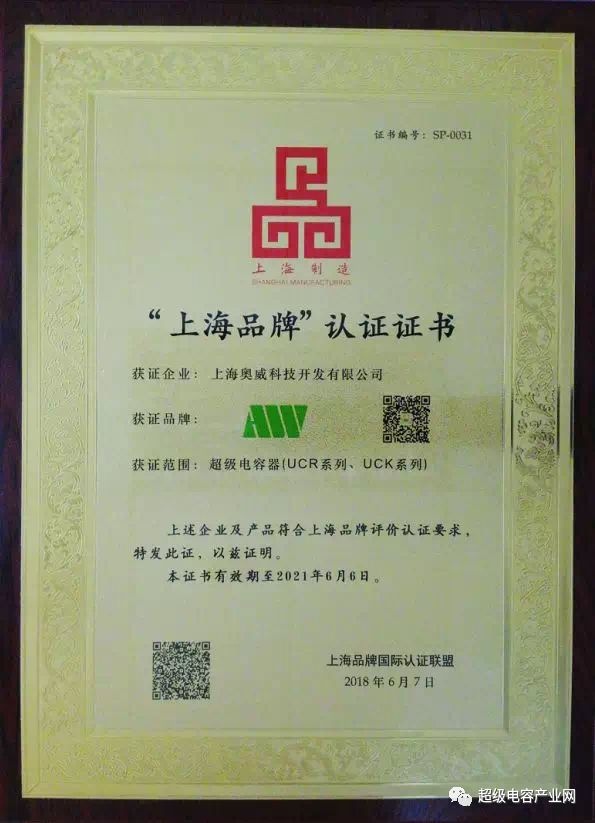 证书编号：SP-0031
上海制造
SHANGHAI MANUFACTURING
“上海品牌”认证证书
获证企业：上海奥威科技开发有限公司
获证品牌：
AW
获证范围：超级电容器(UCR系列、UCK系列)
上述企业及产品符合上海品牌评价认证要求，
特发此证，以兹证明。
本证书有效期至2021年6月6日。
上海品牌国际认证联盟
2018年6月7日
超级电容产业网